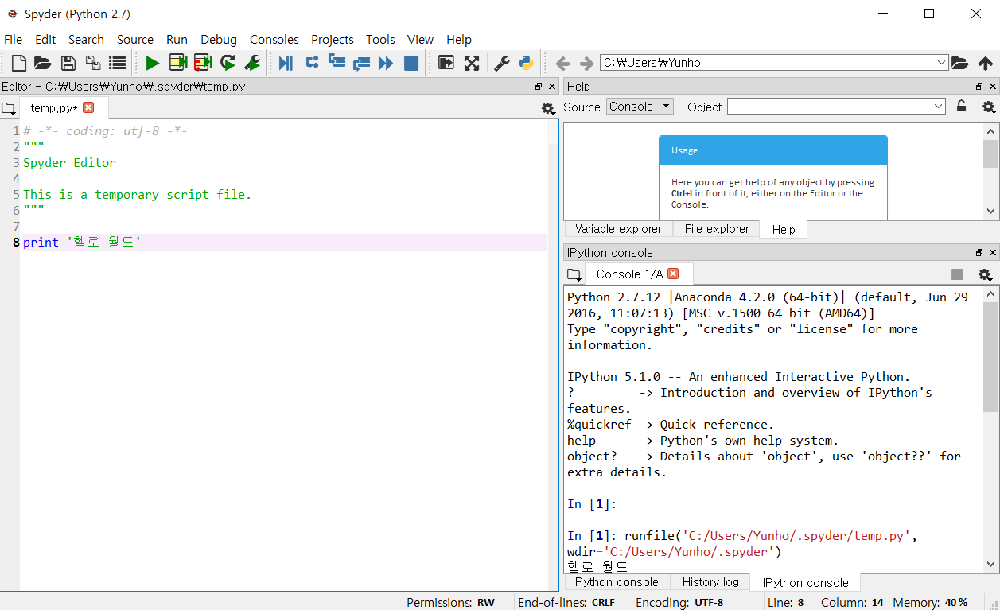 Spyder (Python 2.7)
File Edit Search Source Run Debug Consoles Projects Tools View Help
C:₩Users₩Yunho
Editor - C:₩Users₩Yunho₩.spyder₩temp.py
temp.py*
1 # -*- coding: utf-8 -*-
2 """
3 Spyder Editor
4
5 This is a temporary script file.
6 """
7
8 print '헬로 월드'
Help
Source Console Object
Usage
Here you can get help of any object by pressing
Ctrl+I in front of it, either on the Editor or the
Console.
Variable explorer File explorer Help
IPython console
Console 1/A
Python 2.7.12 |Anaconda 4.2.0 (64-bit)| (default, Jun 29
2016, 11:07:13) [MSC v.1500 64 bit (AMD64)]
Type "copyright", "credits" or "license" for more
information.
IPython 5.1.0 -- An enhanced Interactive Python.
? -> Introduction and overview of IPython's
features.
%quickref -> Quick reference.
help -> Python's own help system.
object? -> Details about 'object', use 'object??' for
extra details.
In [1]:
In [1]: runfile('C:/Users/Yunho/.spyder/temp.py',
wdir='C:/Users/Yunho/.spyder')
헬로 월드
Python console History log IPython console
Permissions: RW End-of-lines: CRLF Encoding: UTF-8 Line: 8 Column: 14 Memory: 40 %